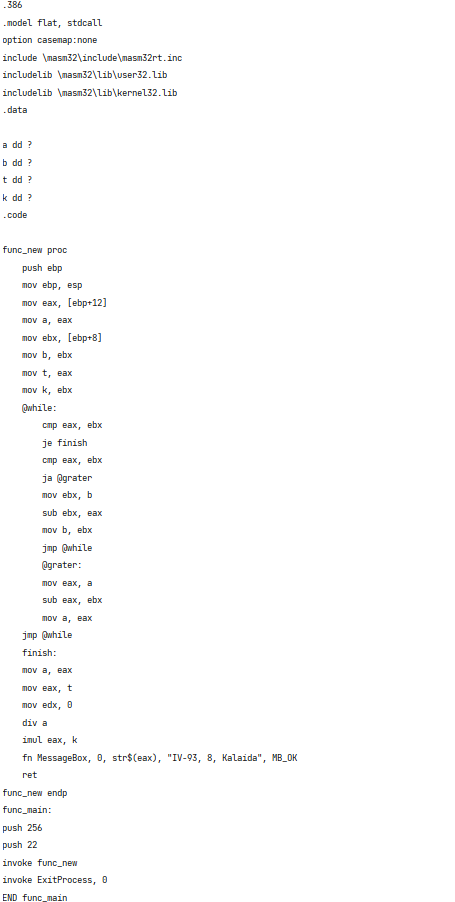 .386
.model flat, stdcall
option casemap:none
include \masm32\include\masm32rt.inc
includelib \masm32\lib\user32.lib
includelib \masm32\lib\kernel32.lib
.data
a dd ?
b dd ?
t dd ?
k dd ?
.code
func_new proc
push ebp
mov ebp, esp
mov eax, [ebp+12]
mov a, eax
mov ebx, [ebp+8]
mov b, ebx
mov t, eax
mov k, ebx
@while:
cmp eax, ebx
je finish
cmp eax, ebx
ja @grater
mov ebx, b
sub ebx, eax
mov b, ebx
jmp @while
@grater:
mov eax, a
sub eax, ebx
mov a, eax
jmp @while
finish:
mov a, eax
mov eax, t
mov edx, 0
div a
imul eax, k
fn MessageBox, 0, str$(eax), "IV-93, 8, Kalaida", MB_OK
ret
func_new endp
func_main:
push 256
push 22
invoke func_new
invoke ExitProcess, 0
END func_main